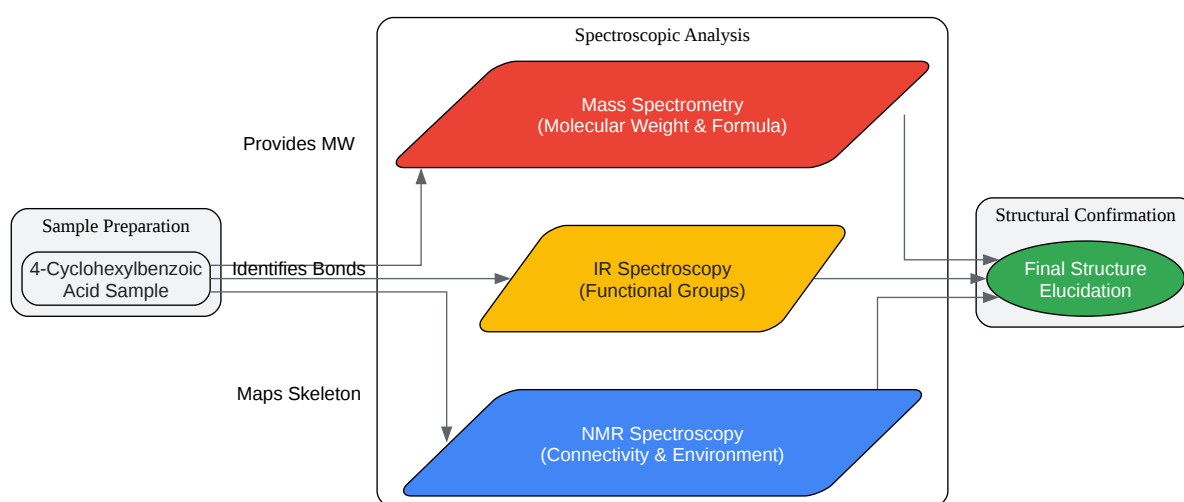 Spectroscopic Analysis
Mass Spectrometry
(Molecular Weight & Formula)
Provides MW
Sample Preparation
4-Cyclohexylbenzoic
Acid Sample
Identifies Bonds
IR Spectroscopy
(Functional Groups)
Structural Confirmation
Final Structure
Elucidation
Maps Skeleton
NMR Spectroscopy
(Connectivity & Environment)